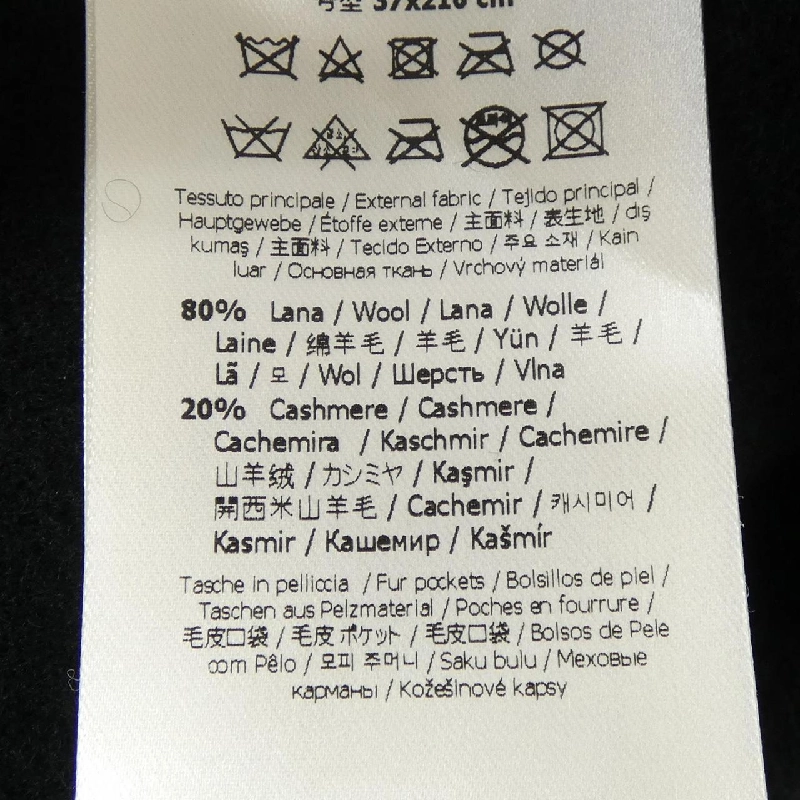 号型 37x210 cm
Tessuto principale / External fabric / Tejido principal /
Hauptgewebe / Étoffe externe / 主面料 / 表生地 / dış
kumaş / 主面料 / Tecido Externo / 주요 소재 / Kain
luar / Основная ткань / Vrchový materiál
80% Lana / Wool / Lana / Wolle /
Laine / 绵羊毛 / 羊毛 / Yün / 羊毛 /
Lã / 모 / Wol / Шерсть / Vlna
20% Cashmere / Cashmere /
Cachemira / Kaschmir / Cachemire /
山羊绒 / カシミヤ / Kaşmir /
開西米山羊毛 / Cachemir / 캐시미어 /
Kasmir / Кашемир / Kašmír
Tasche in pelliccia / Fur pockets / Bolsillos de piel /
Taschen aus Pelzmaterial / Poches en fourrure /
毛皮口袋 / 毛皮 ポケット / 毛皮口袋 / Bolsos de Pele
com Pêlo / 모피 주머니 / Saku bulu / Меховые
карманы / Kožešinové kapsy